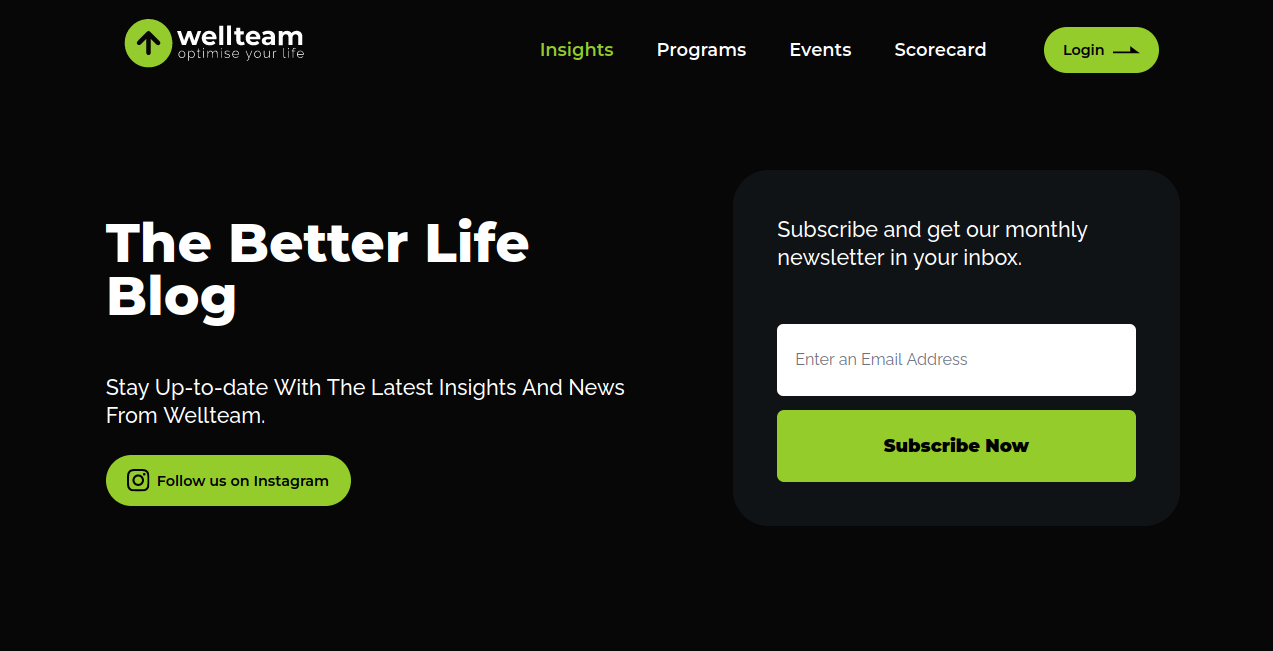 wellteam
optimise your life
Insights
Programs
Events
Scorecard
Login
The Better Life
Blog
Stay Up-to-date With The Latest Insights And News
From Wellteam.
Follow us on Instagram
Subscribe and get our monthly
newsletter in your inbox.
Enter an Email Address
Subscribe Now